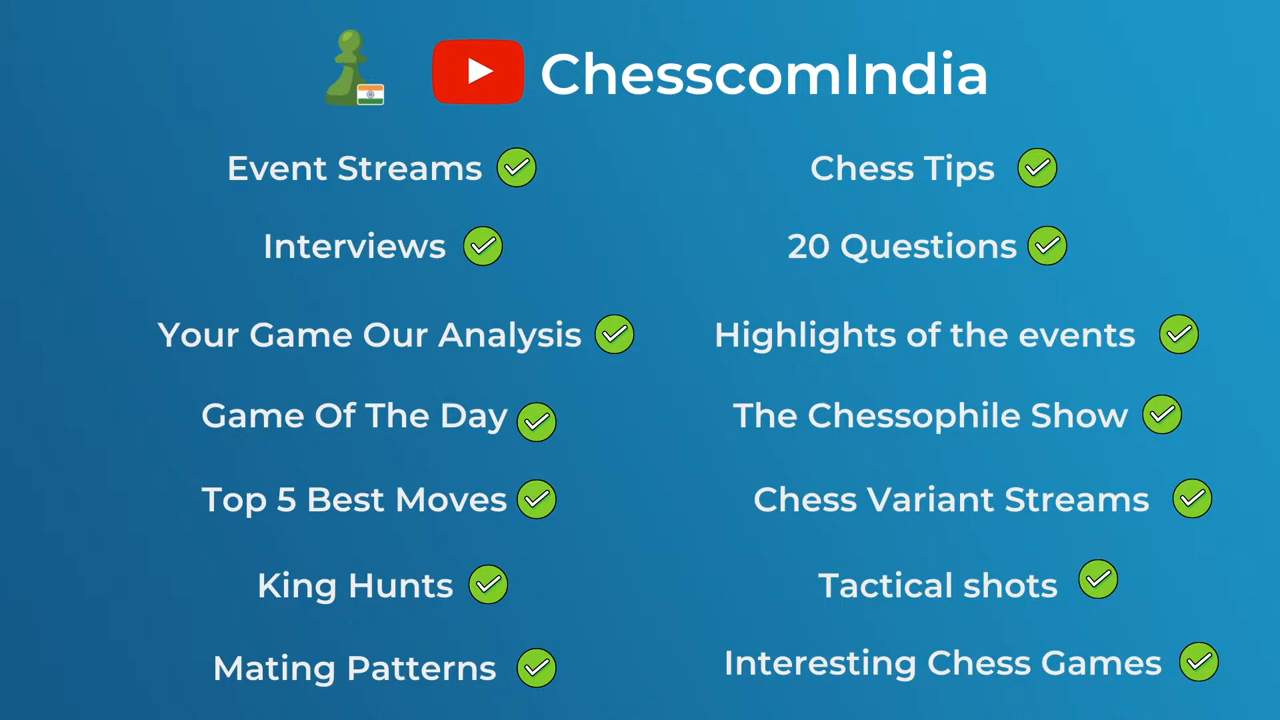 ChesscomIndia
Event Streams
Chess Tips
Interviews
20 Questions
Your Game Our Analysis
Highlights of the events
Game Of The Day
The Chessophile Show
Top 5 Best Moves
Chess Variant Streams
King Hunts
Tactical shots
Mating Patterns
Interesting Chess Games